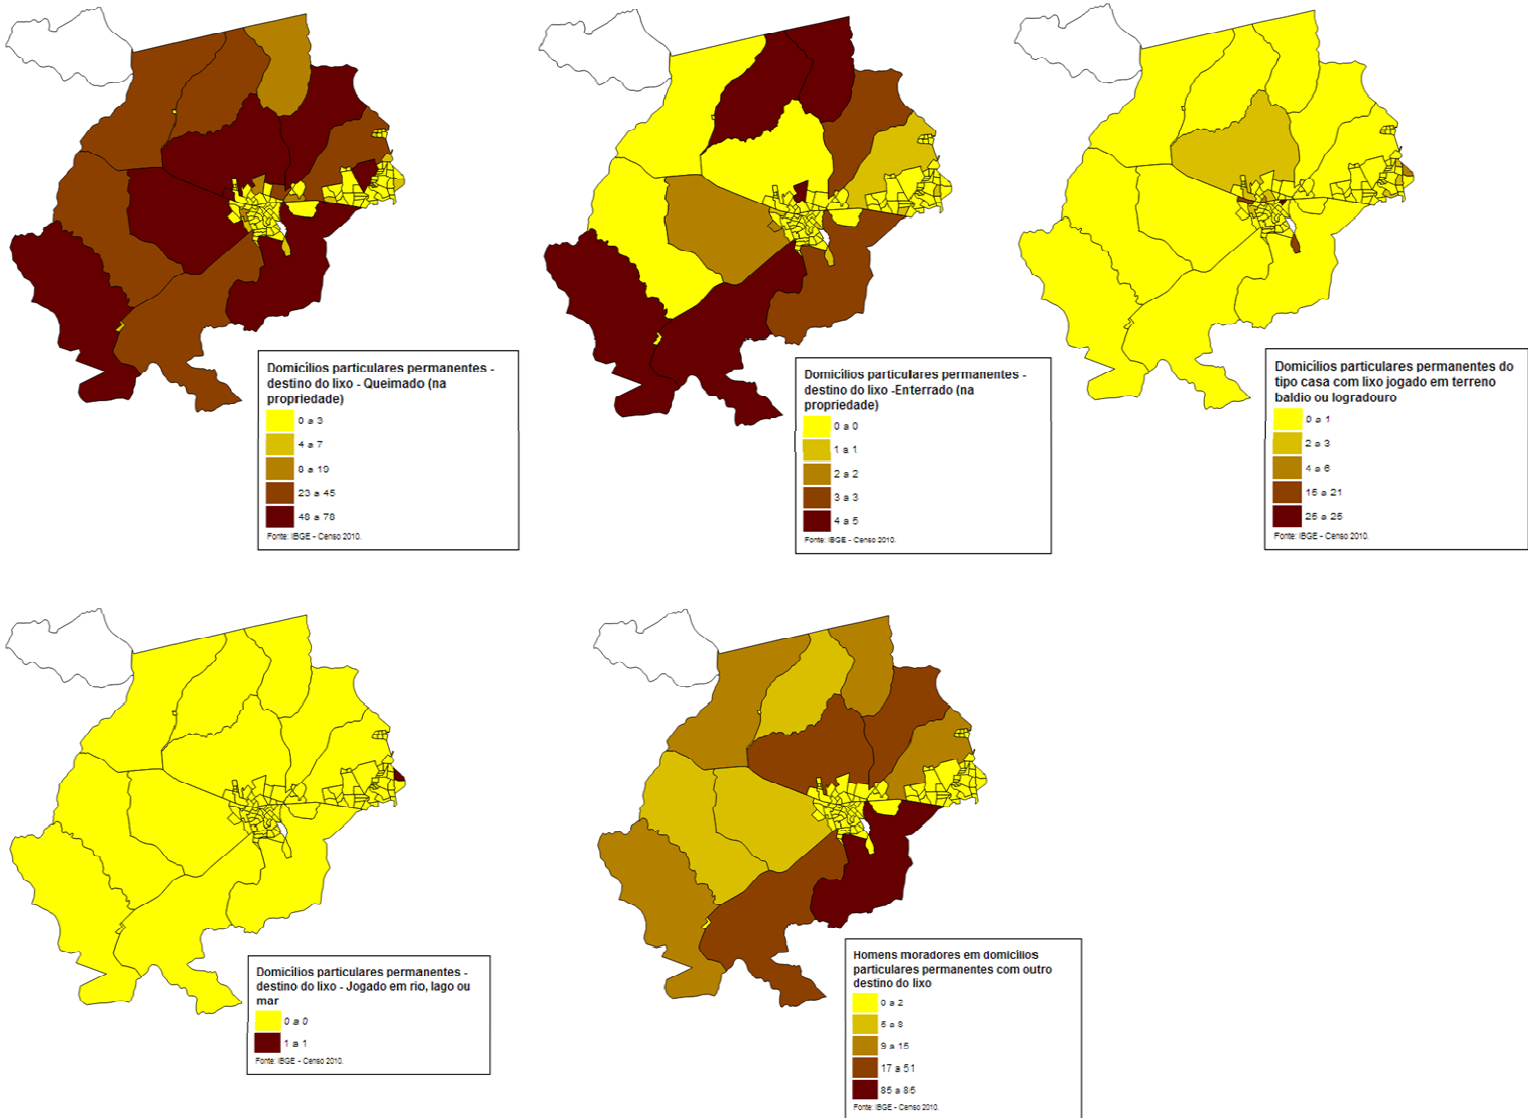 Domicílios particulares permanentes -
destino do lixo - Queimado (na
propriedade)
0 a 3
4 a 7
8 a 19
23 a 45
48 a 78
Fonte: IBGE - Censo 2010.
Domicílios particulares permanentes -
destino do lixo -Enterrado (na
propriedade)
0 a 0
1 a 1
2 a 2
3 a 3
4 a 5
Fonte: IBGE - Censo 2010.
Domicílios particulares permanentes do
tipo casa com lixo jogado em terreno
baldio ou logradouro
0 a 1
2 a 3
4 a 6
15 a 21
25 a 25
Fonte: IBGE - Censo 2010.
Domicílios particulares permanentes -
destino do lixo - Jogado em rio, lago ou
mar
0 a 0
1 a 1
Fonte: IBGE - Censo 2010.
Homens moradores em domicílios
particulares permanentes com outro
destino do lixo
0 a 2
5 a 8
9 a 15
17 a 51
85 a 85
Fonte: IBGE - Censo 2010.